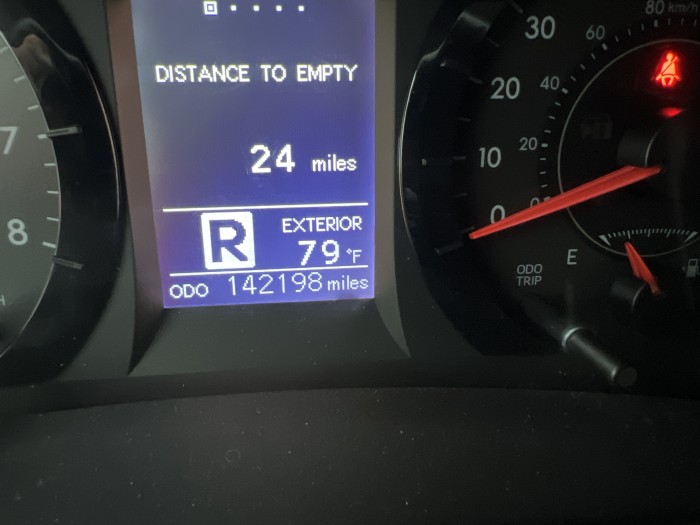 DISTANCE TO EMPTY
24 miles
R
EXTERIOR
79 °F
ODO 142198 miles
7
8
H
80 km/h
30
60
20
40
10
20
0
0
ODO
TRIP
E